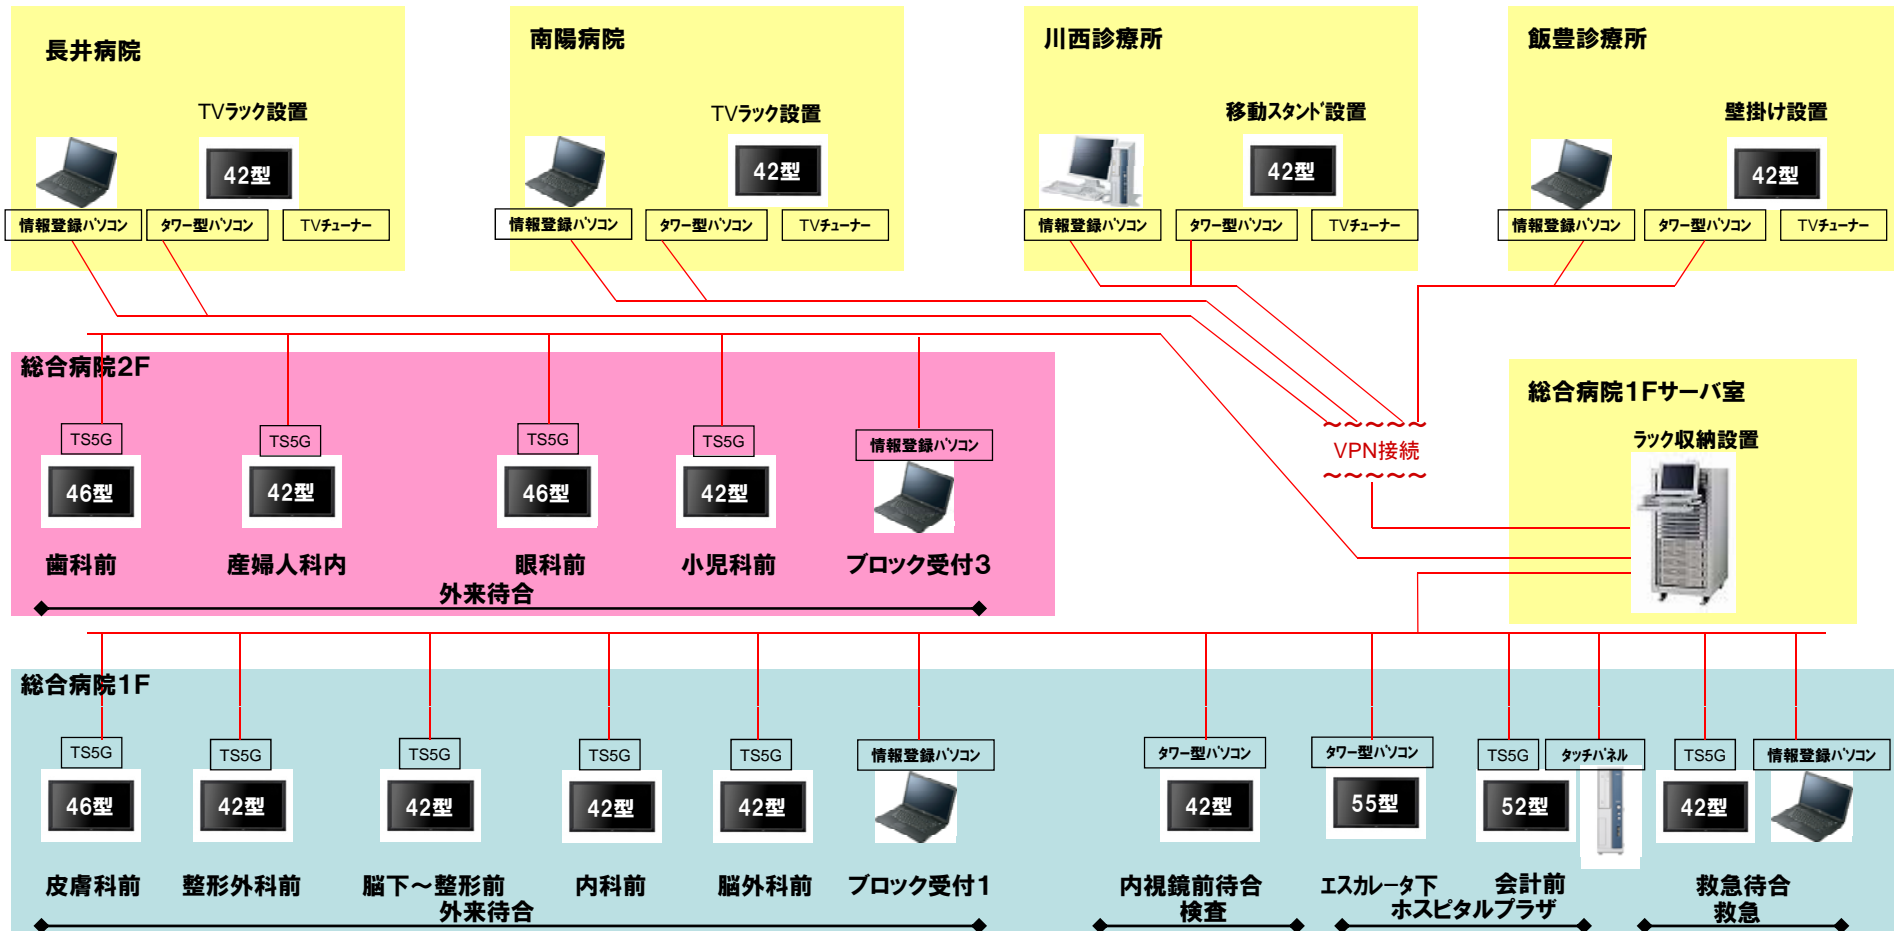 長井病院
TVラック設置
42型
情報登録パソコン
タワー型パソコン
TVチューナー
南陽病院
TVラック設置
42型
情報登録パソコン
タワー型パソコン
TVチューナー
川西診療所
移動スタンド設置
42型
情報登録パソコン
タワー型パソコン
TVチューナー
飯豊診療所
壁掛け設置
42型
情報登録パソコン
タワー型パソコン
TVチューナー
総合病院2F
TS5G
46型
歯科前
TS5G
42型
産婦人科内
TS5G
46型
眼科前
TS5G
42型
小児科前
情報登録パソコン
ブロック受付3
外来待合
~~~~~
VPN接続
~~~~~
総合病院1Fサーバ室
ラック収納設置
総合病院1F
TS5G
46型
皮膚科前
TS5G
42型
整形外科前
TS5G
42型
脳下~整形前
TS5G
42型
内科前
TS5G
42型
脳外科前
情報登録パソコン
ブロック受付1
外来待合
タワー型パソコン
42型
内視鏡前待合
検査
タワー型パソコン
55型
エスカレータ下
TS5G
52型
会計前
タッチパネル
ホスピタルプラザ
TS5G
42型
情報登録パソコン
救急待合
救急